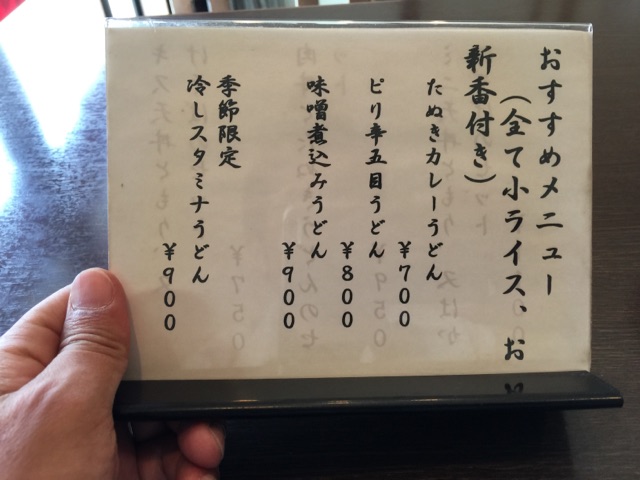 おすすめメニュー
（全て小ライス、お
新番付き）
たぬきカレーうどん
￥７００
ピリ辛五目うどん
￥８００
味噌煮込みうどん
￥９００
季節限定
冷しスタミナうどん
￥９００